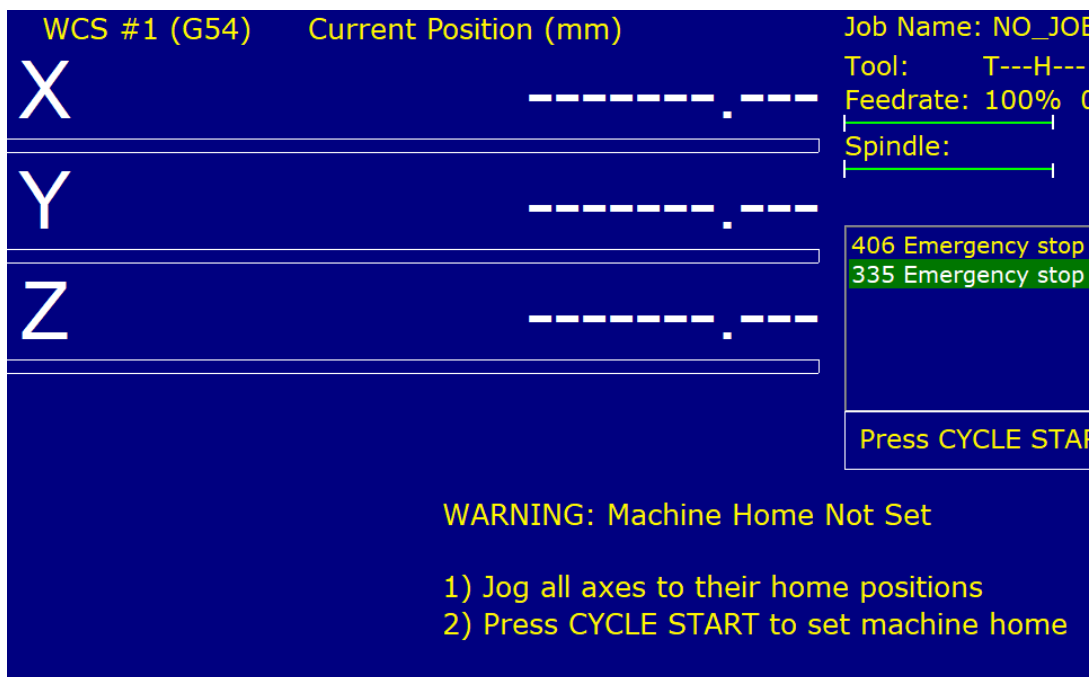 WCS #1 (G54) Current Position (mm)
X -------.---
Y -------.---
Z -------.---
Job Name: NO_JOB
Tool: T---H---
Feedrate: 100%
Spindle:
406 Emergency stop
335 Emergency stop
Press CYCLE
WARNING: Machine Home Not Set
1) Jog all axes to their home positions
2) Press CYCLE START to set machine home